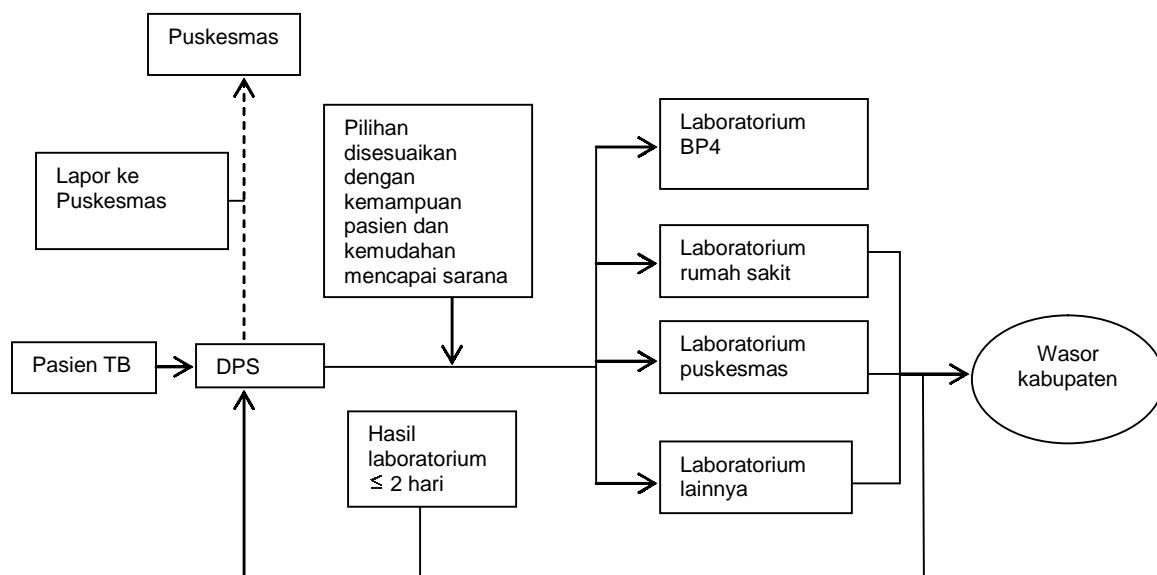 Puskesmas
Lapor ke
Puskesmas
Pilihan
disesuaikan
dengan
kemampuan
pasien dan
kemudahan
mencapai sarana
Laboratorium
BP4
Laboratorium
rumah sakit
Pasien TB
DPS
Laboratorium
puskesmas
Wasor
kabupaten
Hasil
laboratorium
≤ 2 hari
Laboratorium
lainnya